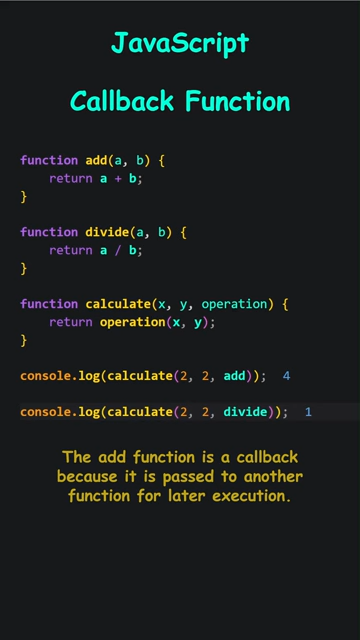 JavaScript
Callback Function
function add(a, b) {
    return a + b;
}
function divide(a, b) {
    return a / b;
}
function calculate(x, y, operation) {
    return operation(x, y);
}
console.log(calculate(2, 2, add)); 4
console.log(calculate(2, 2, divide)); 1
The add function is a callback
because it is passed to another
function for later execution.